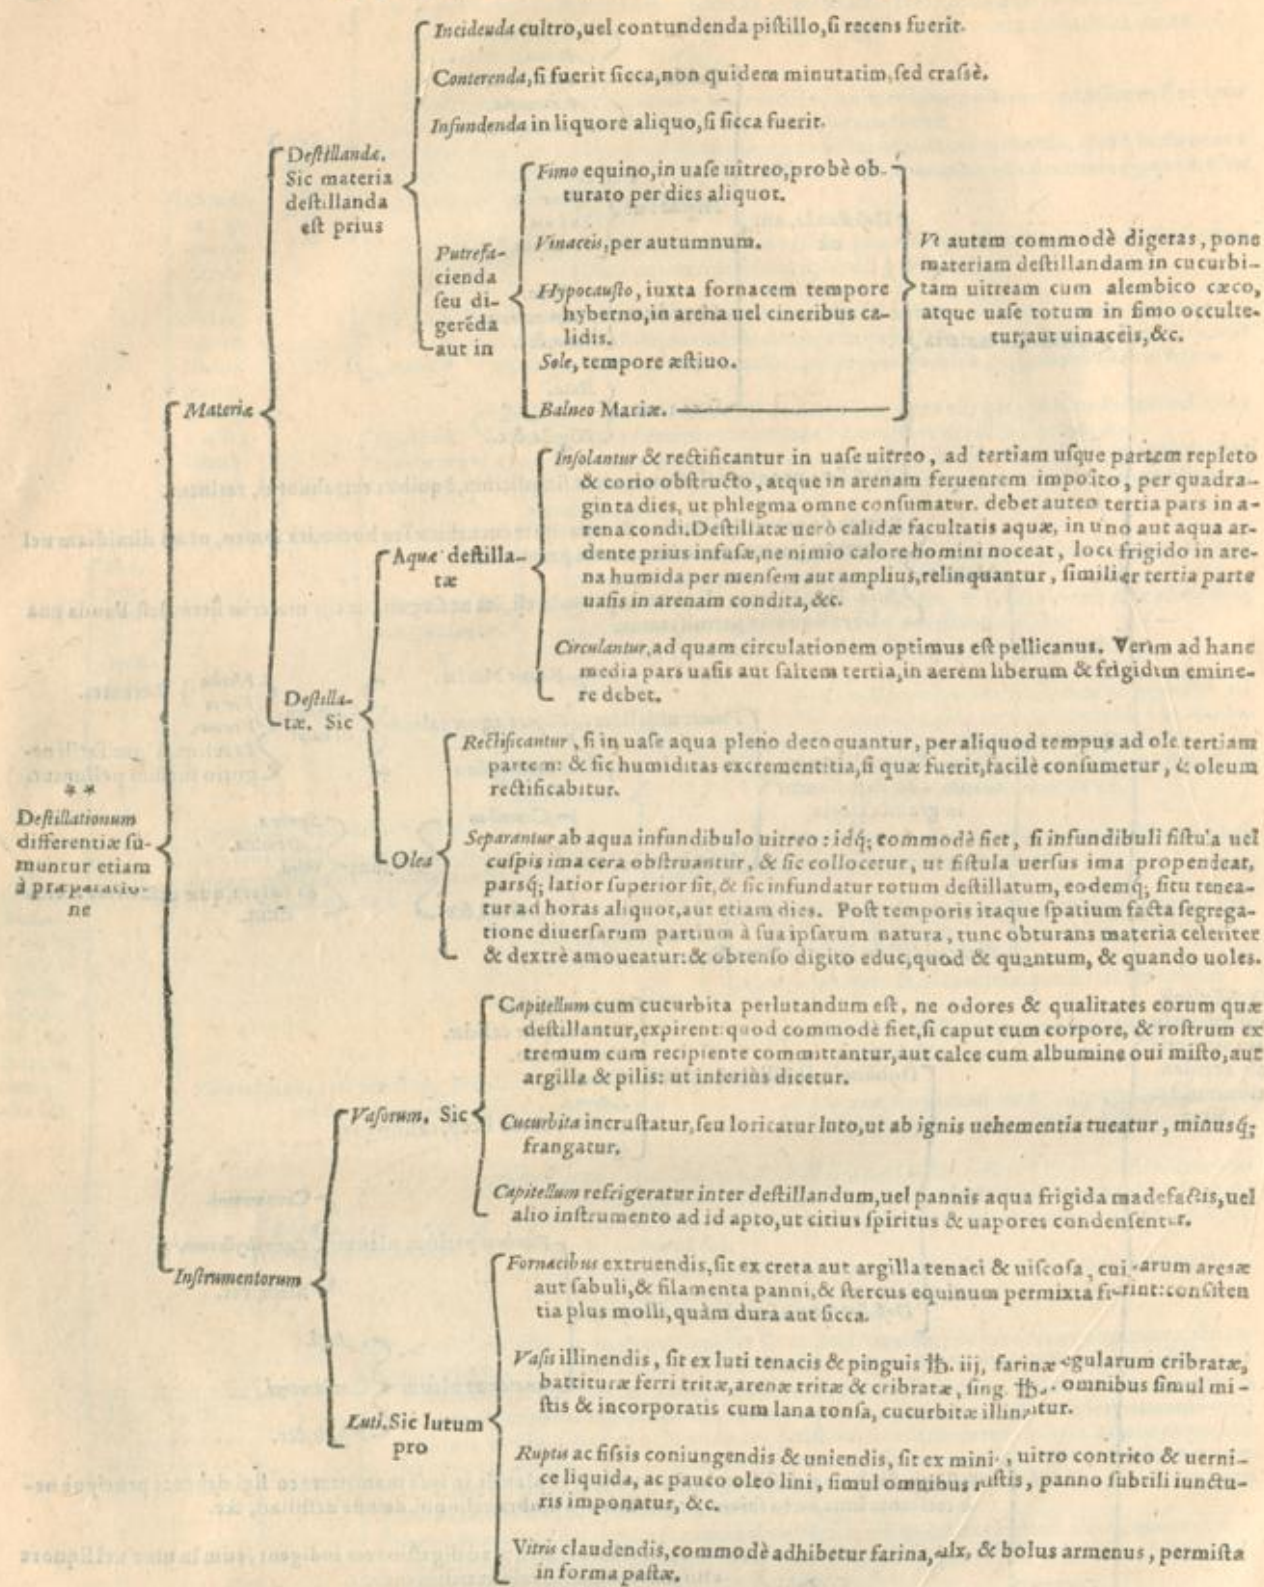 Incidenda cultro,uel contundenda piſtillo,ſi recens fuerit.
Conterenda,ſi fuerit ſicca,non quidem minutatim,ſed craſsè.
Infundenda in liquore aliquo,ſi ſicca fuerit.
Deſtillandæ.
Sic materia
deſtillanda
eſt prius
Putrefa-
cienda
ſeu di-
gerẽda
aut in
Fimo equino,in uaſe uitreo,probè ob-
turato per dies aliquot.
Vinaceis,per autumnum.
Hypocauſto, iuxta fornacem tempore
hyberno,in arena uel cineribus ca-
lidis.
Sole, tempore æſtiuo.
Balneo Mariæ.
Vt autem commodè digeras, pone
materiam deſtillandam in cucurbi-
tam uitream cum alembico cæco,
atque uaſe totum in fimo occulte-
tur,aut uinaceis,&c.
Materiæ
Inſolantur & rectificantur in uaſe uitreo, ad tertiam uſque partem repleto
& corio obſtructo, atque in arenam feruentem impoſito, per quadra-
ginta dies, ut phlegma omne conſumatur. debet autem tertia pars in a-
rena condi.Deſtillatæ uerò calidæ facultatis aquæ, in uno aut aqua ar-
dente prius infuſæ,ne nimio calore homini noceat, loco frigido in are-
na humida per menſem aut amplius,relinquantur, ſimiliter tertia parte
uaſis in arenam condita,&c.
Aquæ deſtilla-
tæ
Circulantur,ad quam circulationem optimus eſt pellicanus. Verùm ad hanc
media pars uaſis aut ſaltem tertia,in aerem liberum & frigidum emine-
re debet.
Deſtilla-
tæ. Sic
Rectificantur, ſi in uaſe aqua pleno decoquantur, per aliquod tempus ad olei tertiam
partem: & ſic humiditas excrementitia,ſi quæ fuerit,facilè conſumetur, & oleum
rectificabitur.
* *
Deſtillationum
differentiæ ſu-
muntur etiam
à præparatio-
ne
Olea
Separantur ab aqua infundibulo uitreo: idq́; commodè fiet, ſi infundibuli fiſtula uel
cuſpis ima cera obſtruantur, & ſic collocetur, ut fiſtula uerſus ima propendeat,
parsq́; latior ſuperior ſit,& ſic infundatur totum deſtillatum, eodemq́; ſitu tenea-
tur ad horas aliquot,aut etiam dies. Poſt temporis itaque ſpatium facta ſegrega-
tione diuerſarum partium à ſua ipſarum natura, tunc obturans materia celeriter
& dextrè amoueatur:& obtenſo digito educ,quod & quantum, & quando uoles.
Capitellum cum cucurbita perlutandum eſt, ne odores & qualitates eorum quæ
deſtillantur,expirent:quod commodè fiet,ſi caput cum corpore, & roſtrum ex
tremum cum recipiente committantur,aut calce cum albumine oui miſto,aut
argilla & pilis: ut inferiùs dicetur.
Vaſorum. Sic
Cucurbita incruſtatur,ſeu loricatur luto,ut ab ignis uehementia tueatur, minusq́;
frangatur.
Capitellum refrigeratur inter deſtillandum,uel pannis aqua frigida madefactis,uel
alio inſtrumento ad id apto,ut citius ſpiritus & uapores condenſentur.
Inſtrumentorum
Fornacibus extruendis,fit ex creta aut argilla tenaci & uiſcoſa, cui arum arenæ
aut ſabuli,& filamenta panni,& ſtercus equinum permixta fuerint:conſiſten
tia plus molli,quàm dura aut ſicca.
Vaſis illinendis, fit ex luti tenacis & pinguis ℔. iij, farinæ cribratæ,
battituræ ferri tritæ,arenæ tritæ & cribratæ, ſing. ℔. omnibus ſimul mi-
ſtis & incorporatis cum lana tonſa, cucurbitæ illinatur.
Luti.Sic lutum
pro
Ruptis ac fiſsis coniungendis & uniendis, fit ex mini, uitro contrito & uerni-
ce liquida, ac pauco oleo lini, ſimul omnibus miſtis, panno ſubtili iunctu-
ris imponatur, &c.
Vitris claudendis,commodè adhibetur farina,calx, & bolus armenus, permiſta
in forma paſtæ.